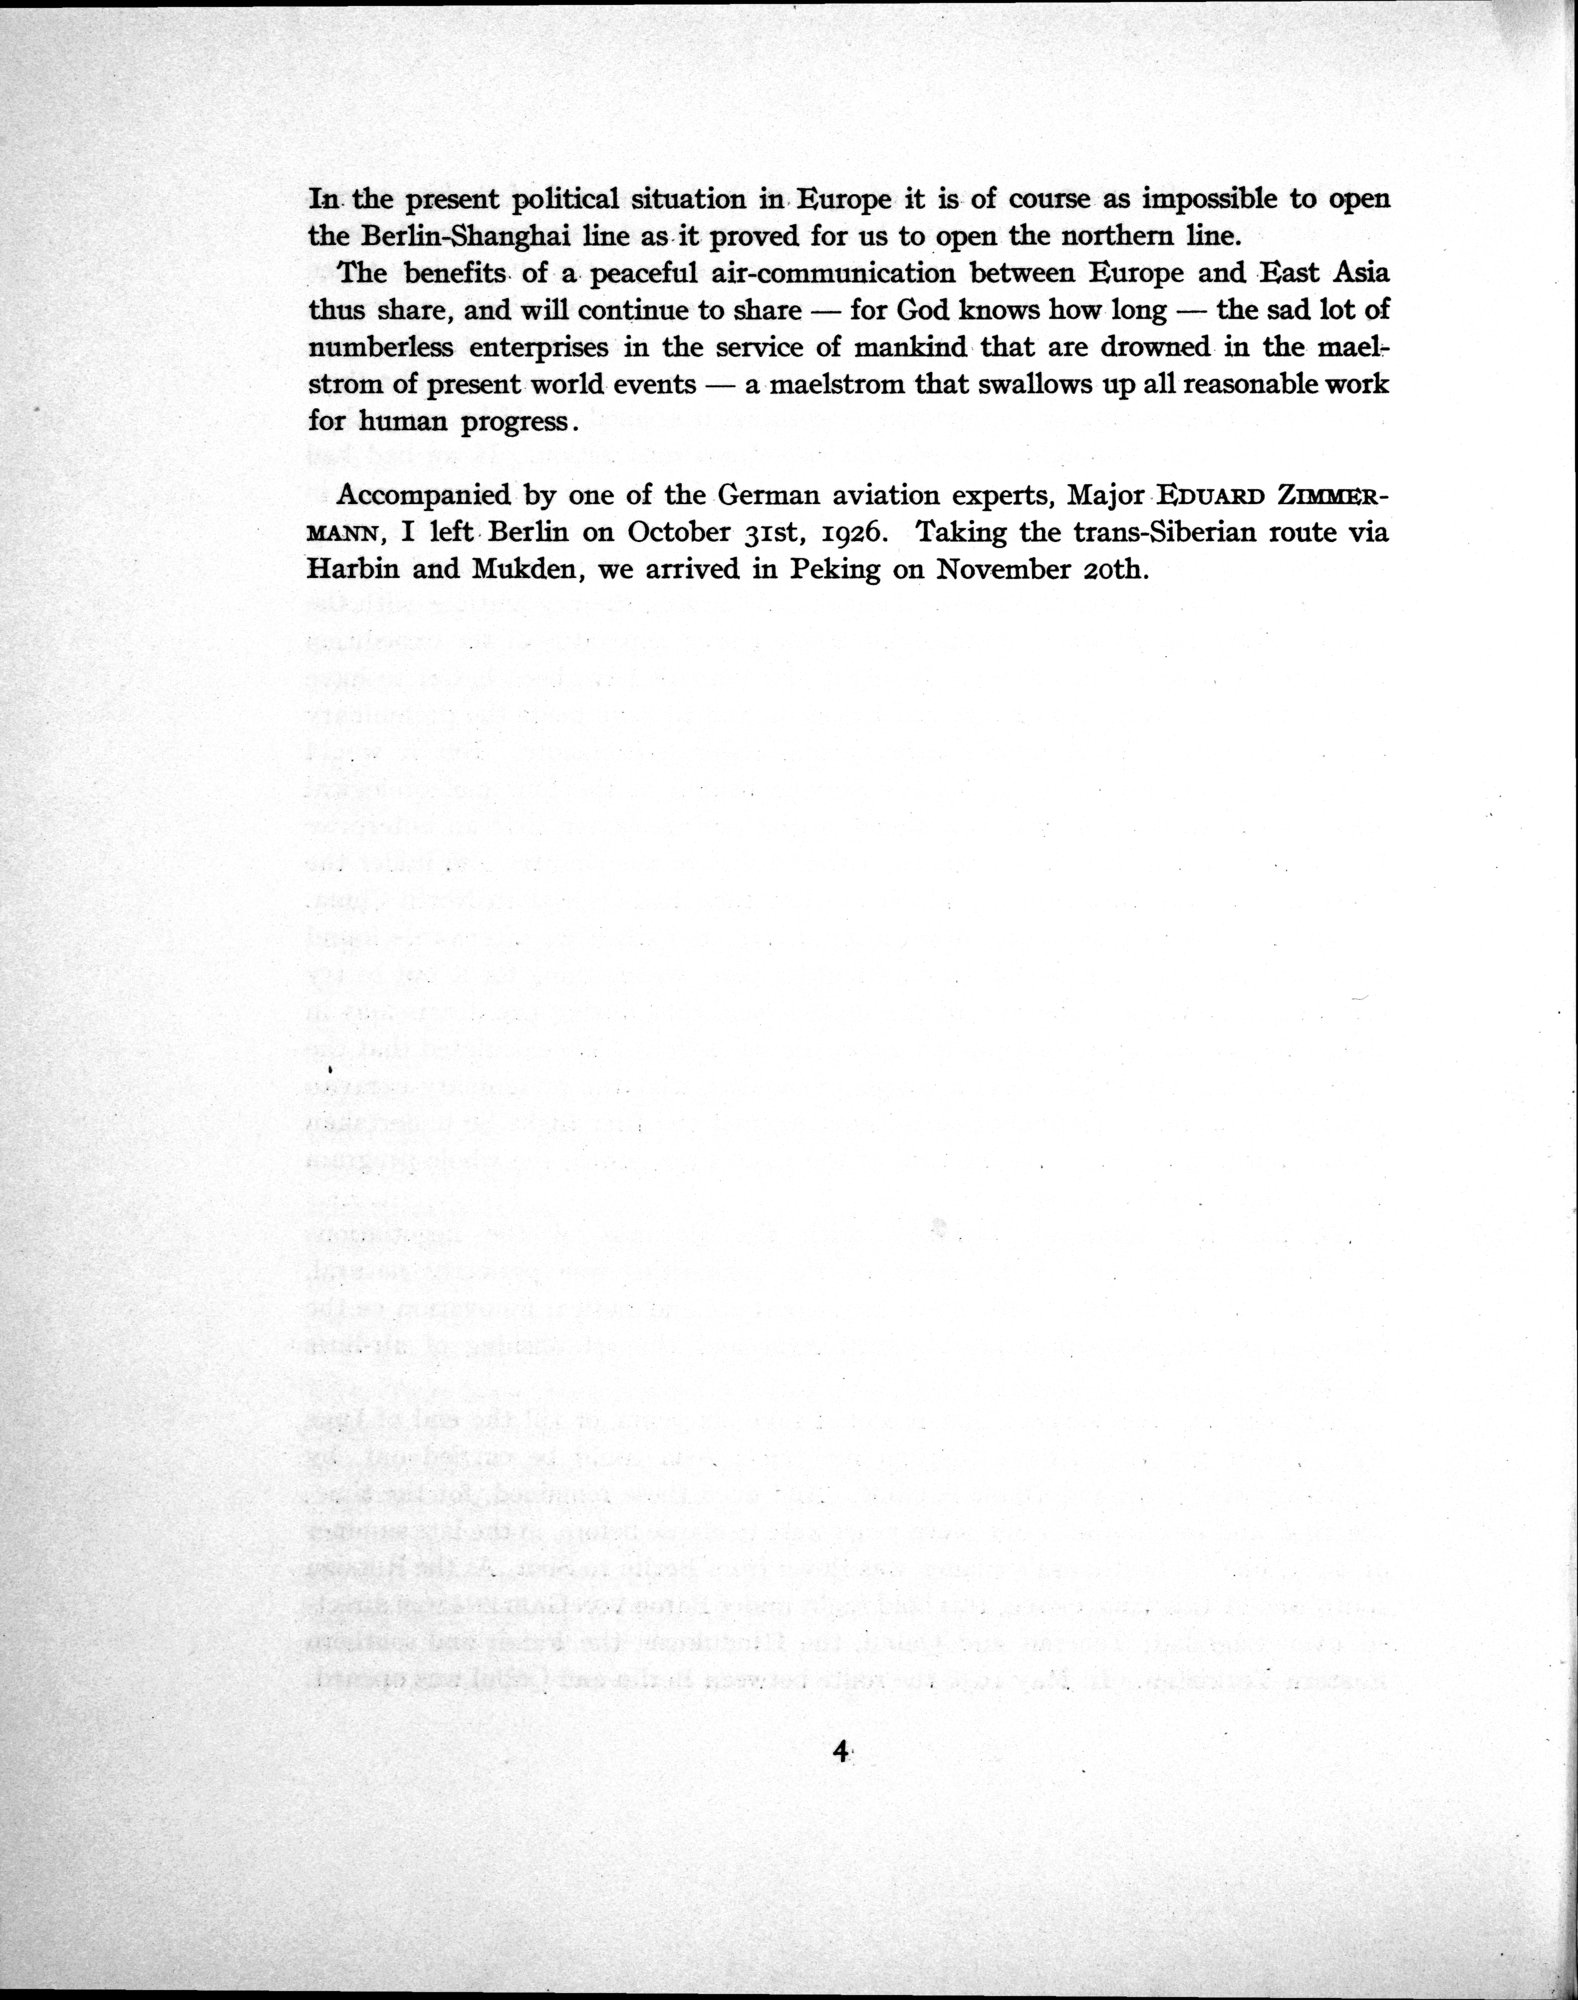 In the present political situation in Europe it is of course as impossible to open
the Berlin-Shanghai line as it proved for us to open the northern line.
The benefits of a peaceful air-communication between Europe and East Asia
thus share, and will continue to share — for God knows how long — the sad lot of
numberless enterprises in the service of mankind that are drowned in the mael-
strom of present world events — a maelstrom that swallows up all reasonable work
for human progress.
Accompanied by one of the German aviation experts, Major EDUARD ZIMMER-
MANN, I left Berlin on October 31st, 1926. Taking the trans-Siberian route via
Harbin and Mukden, we arrived in Peking on November 20th.
4